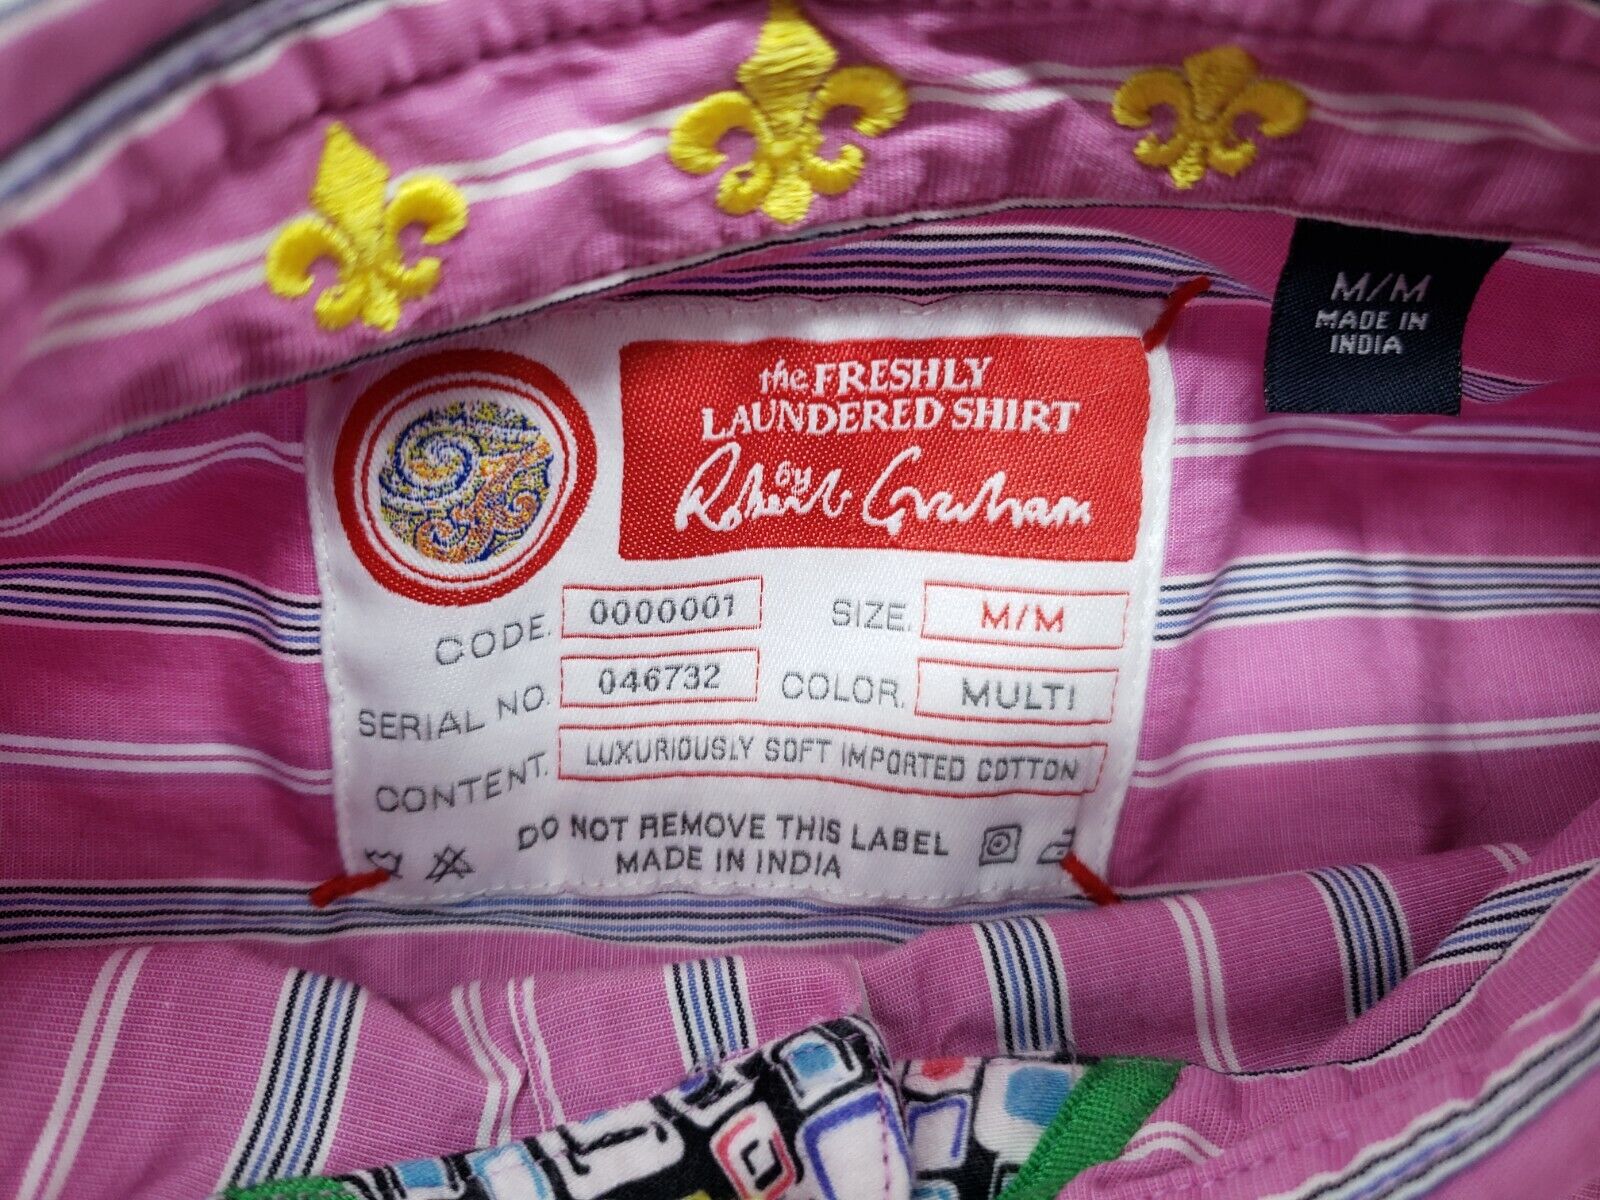 M/M
MADE IN
INDIA
the FRESHLY
LAUNDERED SHIRT
by
Robert Graham
CODE. 0000001
SIZE. M/M
SERIAL NO. 046732
COLOR. MULTI
CONTENT. LUXURIOUSLY SOFT IMPORTED COTTON
DO NOT REMOVE THIS LABEL
MADE IN INDIA